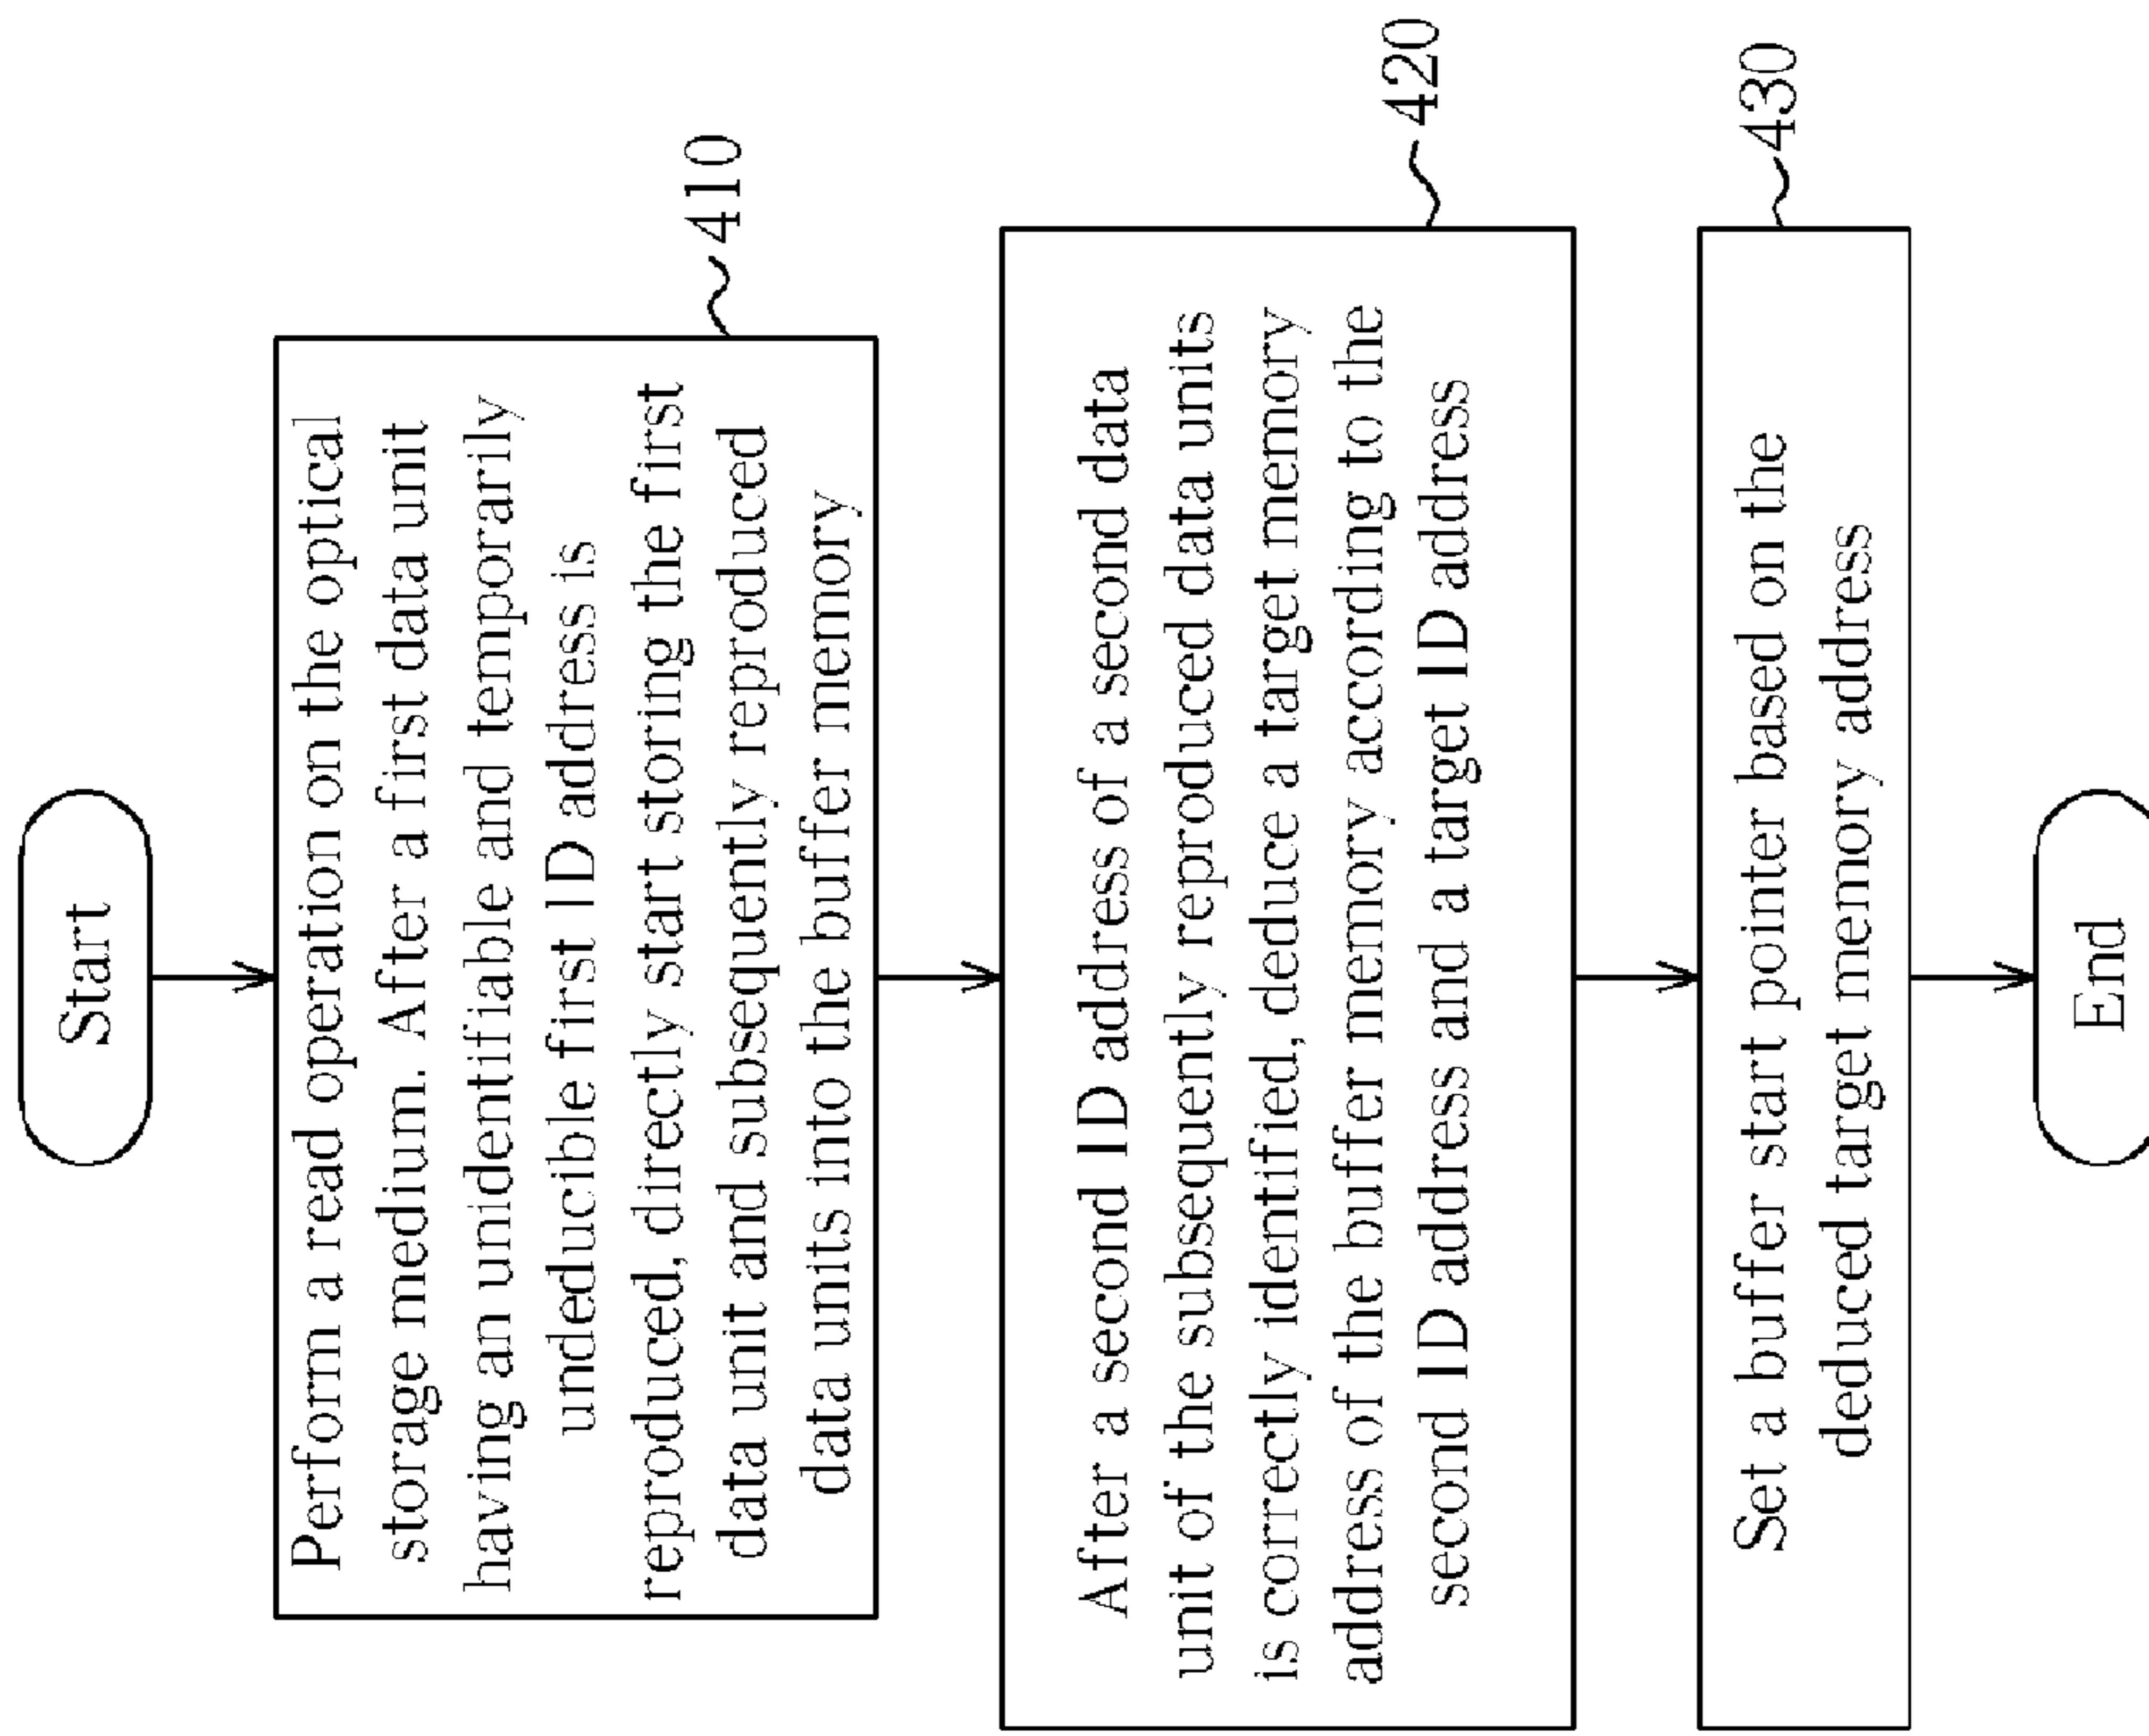 Start
Perform a read operation on the optical
storage medium. After a first data unit
having an unidentifiable and temporarily
undeducible first ID address is
reproduced, directly start storing the first
data unit and subsequently reproduced
data units into the buffer memory
410
After a second ID address of a second data
unit of the subsequently reproduced data units
is correctly identified, deduce a target memory
address of the buffer memory according to the
second ID address and a target ID address
420
Set a buffer start pointer based on the
deduced target memory address
430
End